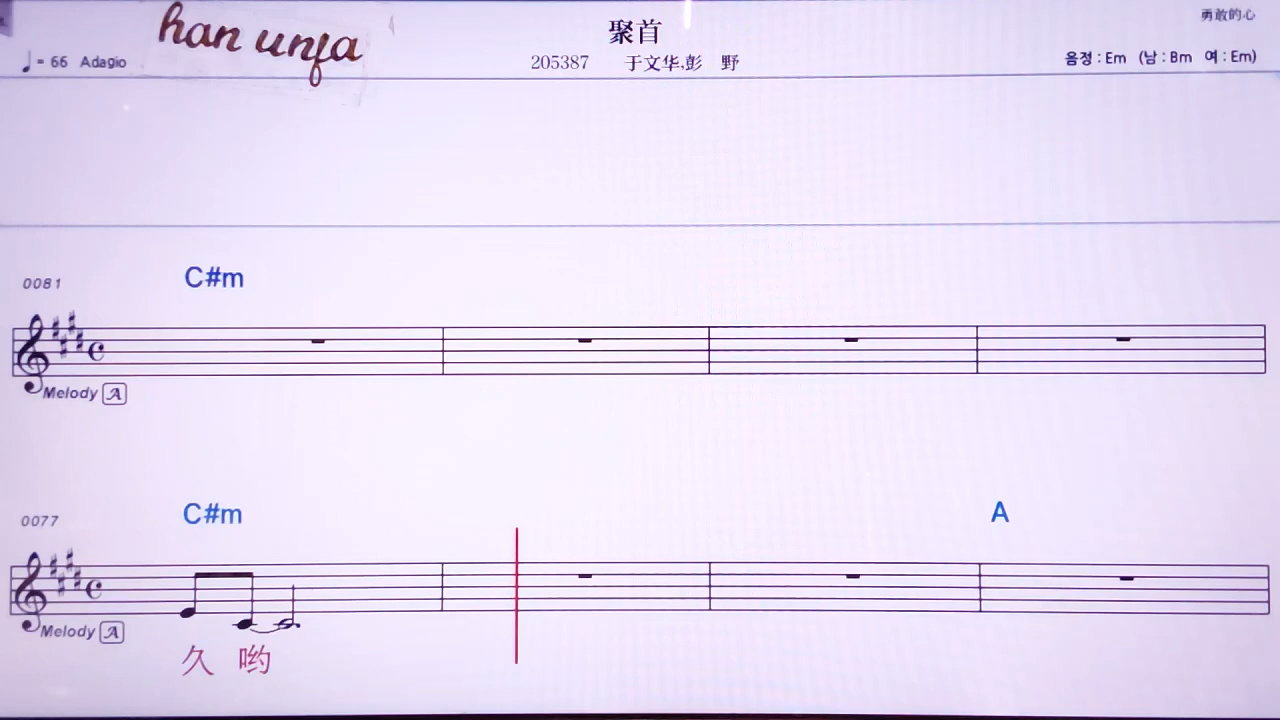 han unfa
聚首
勇敢的心
♩= 66 Adagio
205387 于文华,彭 野
음정 : Em (남 : Bm 여 : Em)
0081
C#m
Melody A
0077
C#m A
Melody A
久 哟